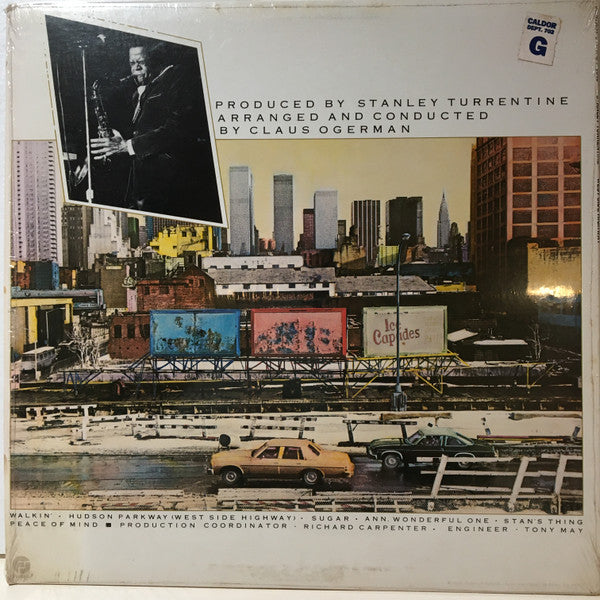 CALDOR
DEPT. 702
G
PRODUCED BY STANLEY TURRENTINE
ARRANGED AND CONDUCTED
BY CLAUS OGERMAN
Ice
Capades
WALKIN' · HUDSON PARKWAY (WEST SIDE HIGHWAY) · SUGAR · ANN, WONDERFUL ONE · STAN'S THING
PEACE OF MIND ■ PRODUCTION COORDINATOR · RICHARD CARPENTER · ENGINEER · TONY MAY